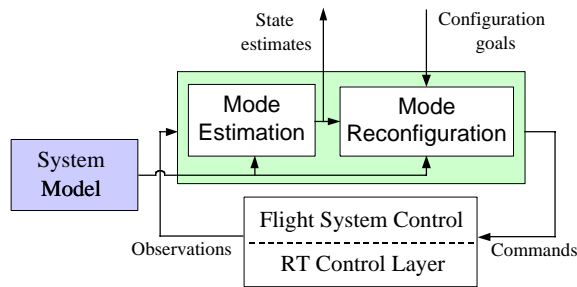 State
estimates
Configuration
goals
Mode
Estimation
Mode
Reconfiguration
System
Model
Flight System Control
RT Control Layer
Observations
Commands